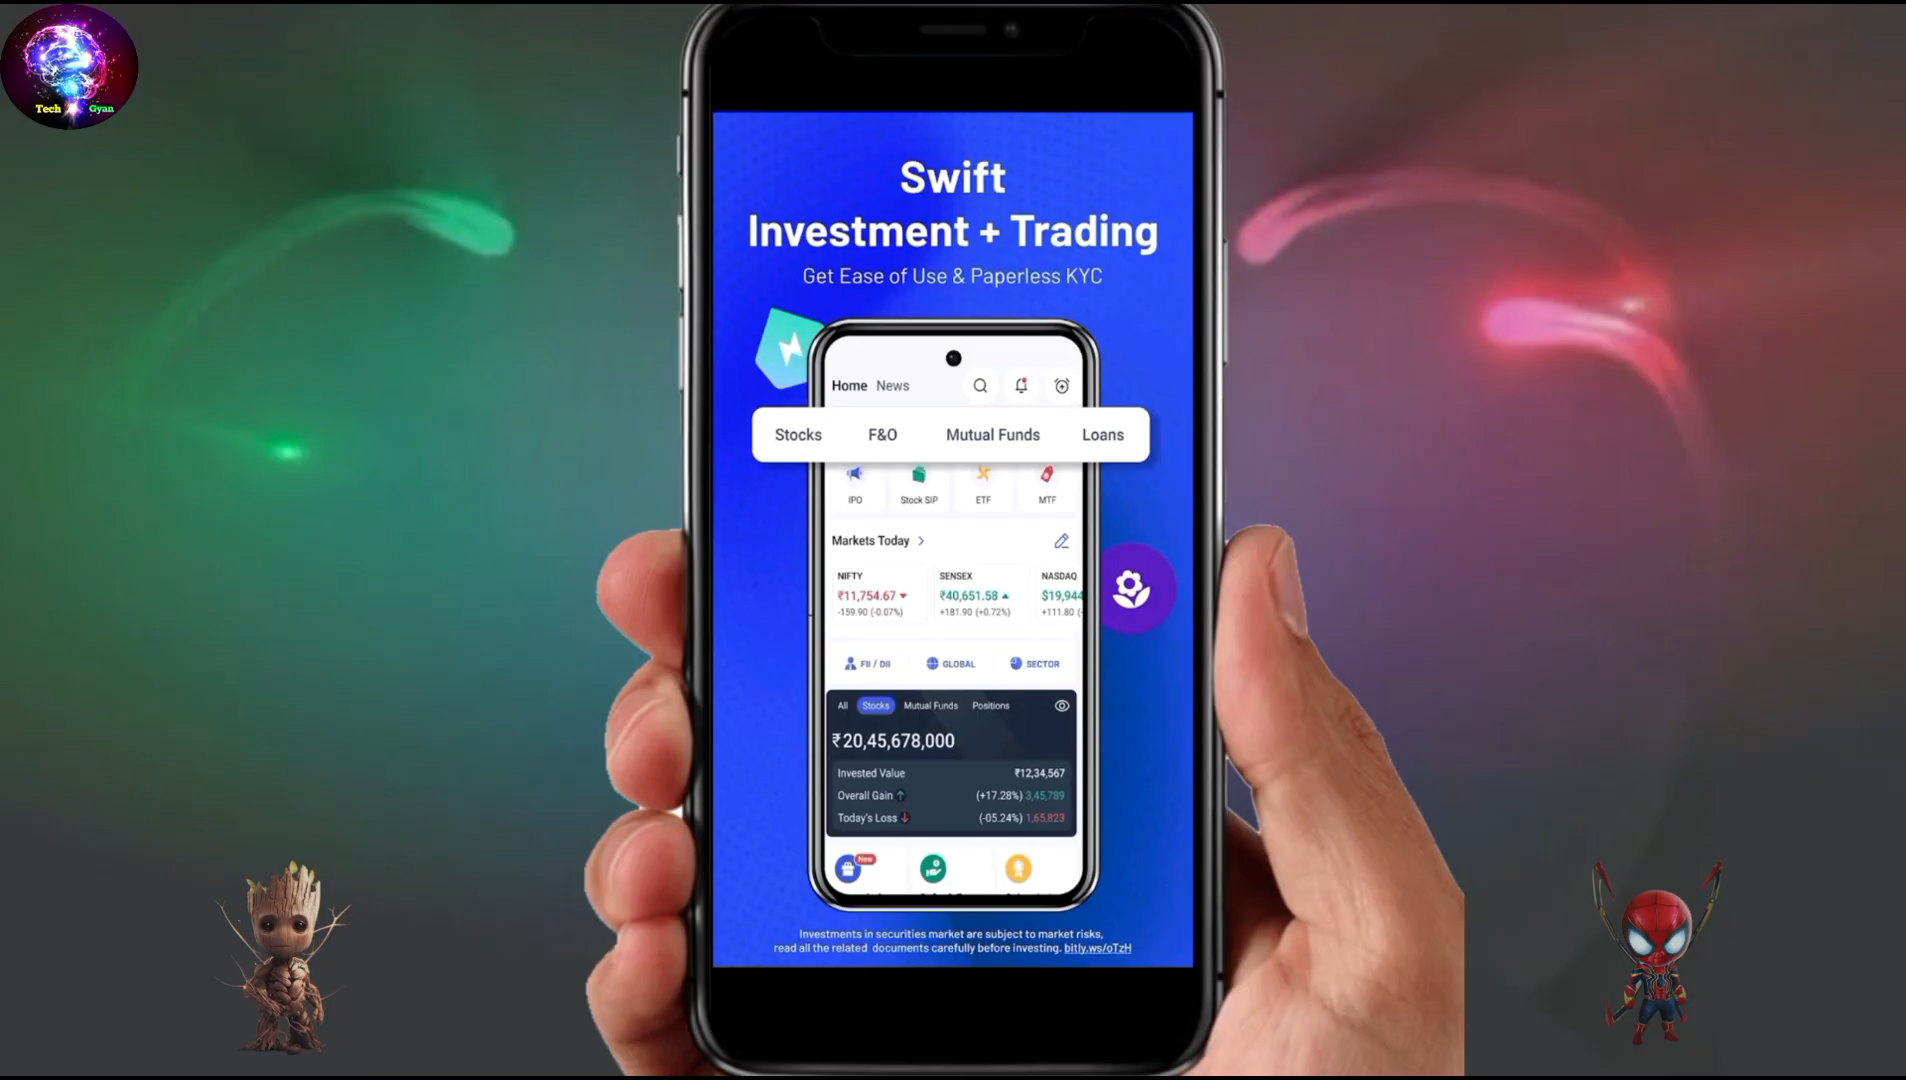 Tech Gyan
Swift
Investment + Trading
Get Ease of Use & Paperless KYC
Home News
Stocks F&O Mutual Funds Loans
IPO Stock SIP ETF MTF
Markets Today >
NIFTY SENSEX NASDAQ
₹11,754.67 ₹40,651.58 $19,944
-159.90 (-0.07%) +181.90 (+0.72%) +111.80 (
FII / DII GLOBAL SECTOR
All Stocks Mutual Funds Positions
₹20,45,678,000
Invested Value ₹12,34,567
Overall Gain (+17.28%) 3,45,789
Today's Loss (-05.24%) 1,65,823
New
Investments in securities market are subject to market risks,
read all the related documents carefully before investing. bitly.ws/oTzH